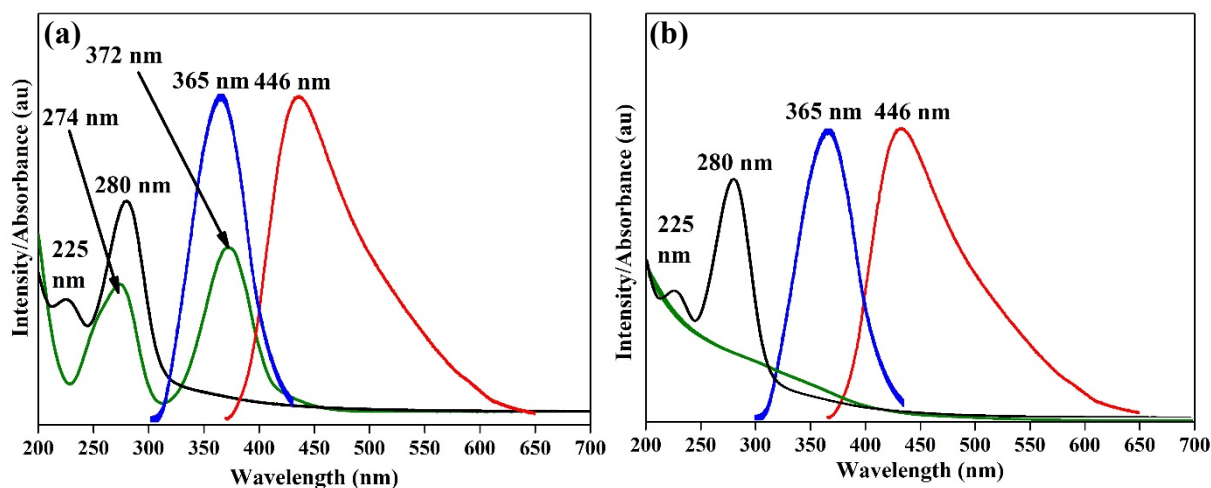 (a)
372 nm
365 nm 446 nm
274 nm
280 nm
225
nm
Intensity/Absorbance (au)
200 250 300 350 400 450 500 550 600 650 700
Wavelength (nm)
(b)
365 nm 446 nm
280 nm
225
nm
Intensity/Absorbance (au)
200 250 300 350 400 450 500 550 600 650 700
Wavelength (nm)